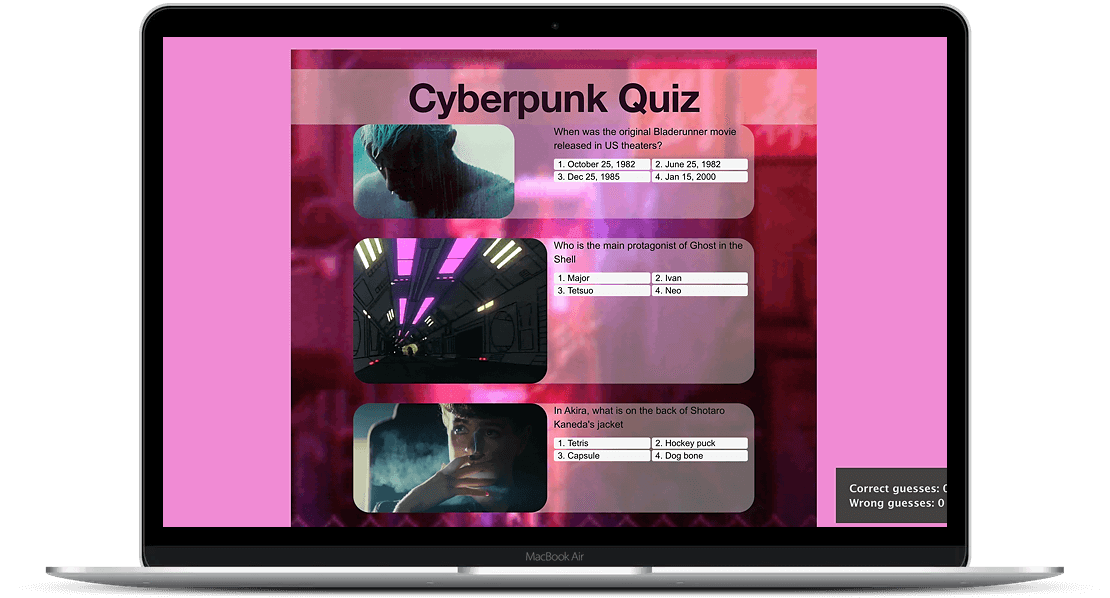 Cyberpunk Quiz
When was the original Bladerunner movie
released in US theaters?
1. October 25, 1982
2. June 25, 1982
3. Dec 25, 1985
4. Jan 15, 2000
Who is the main protagonist of Ghost in the
Shell
1. Major
2. Ivan
3. Tetsuo
4. Neo
In Akira, what is on the back of Shotaro
Kaneda's jacket
1. Tetris
2. Hockey puck
3. Capsule
4. Dog bone
Correct guesses:
Wrong guesses: 0
MacBook Air